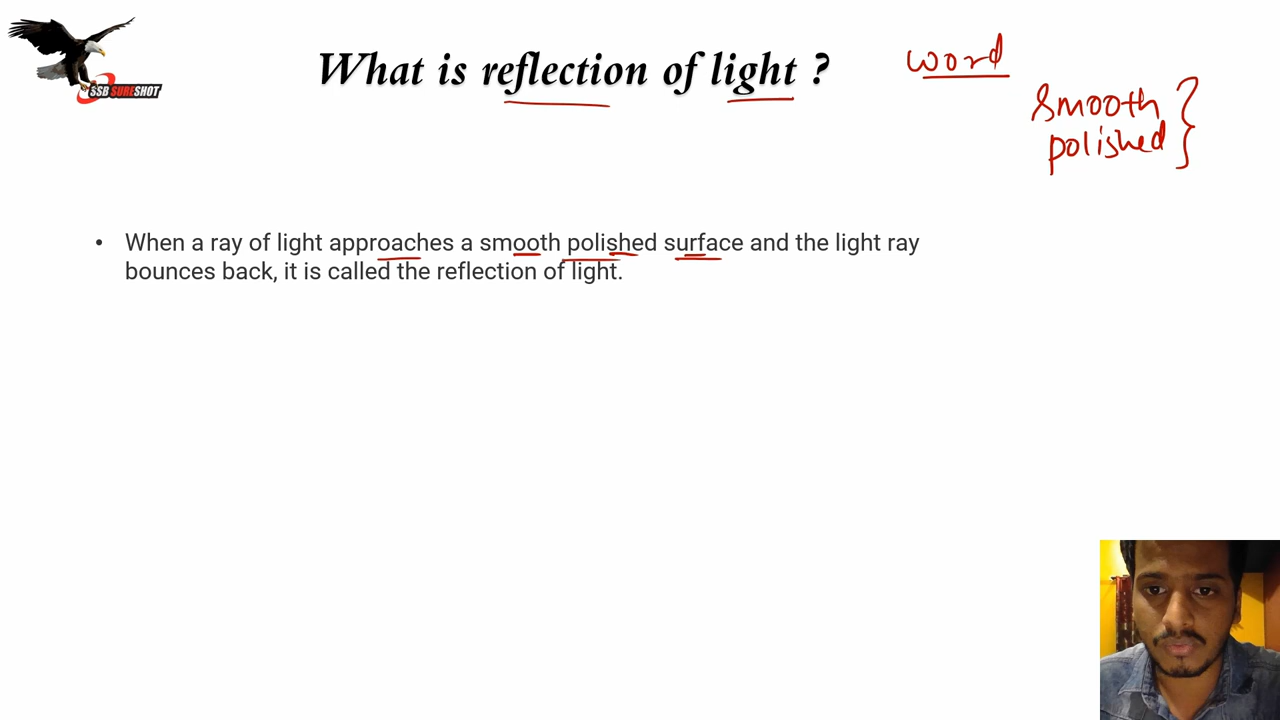 SSB SURESHOT
What is reflection of light ?
word
smooth
polished
• When a ray of light approaches a smooth polished surface and the light ray
bounces back, it is called the reflection of light.